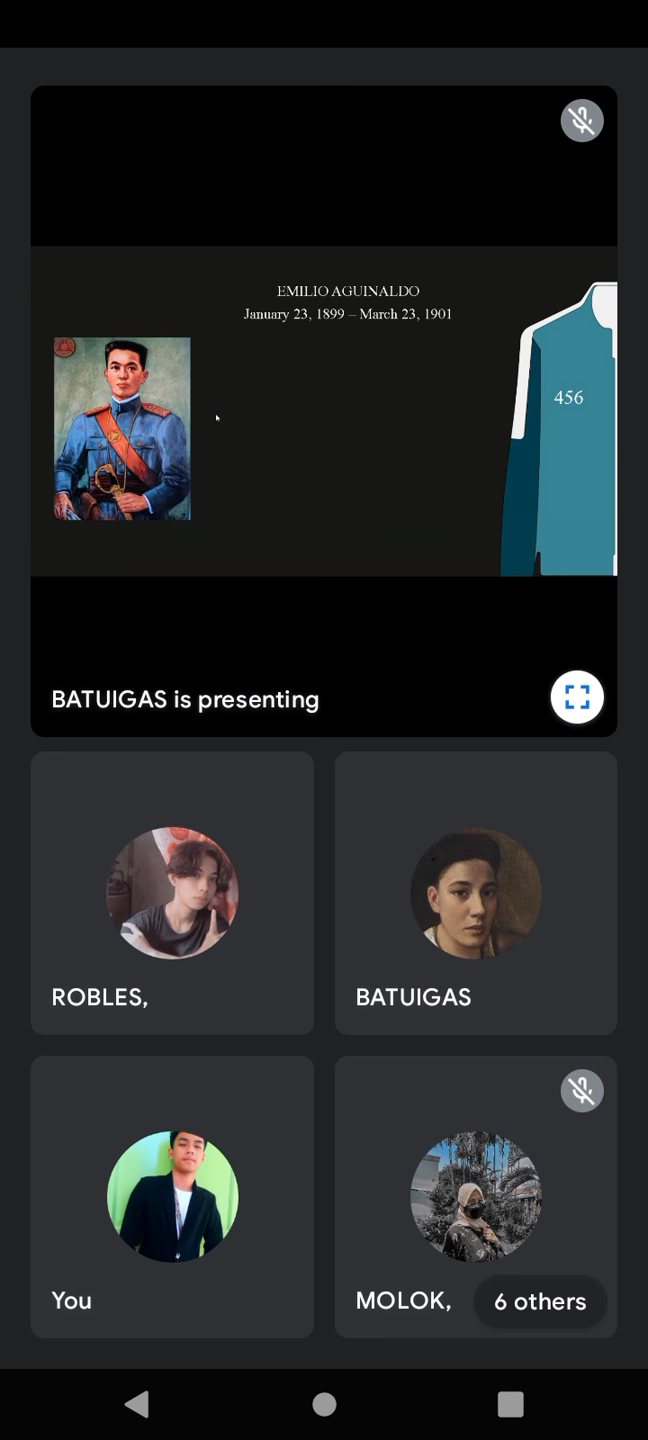 EMILIO AGUINALDO
January 23, 1899 – March 23, 1901
456
BATUIGAS is presenting
ROBLES,
BATUIGAS
You
MOLOK,
6 others